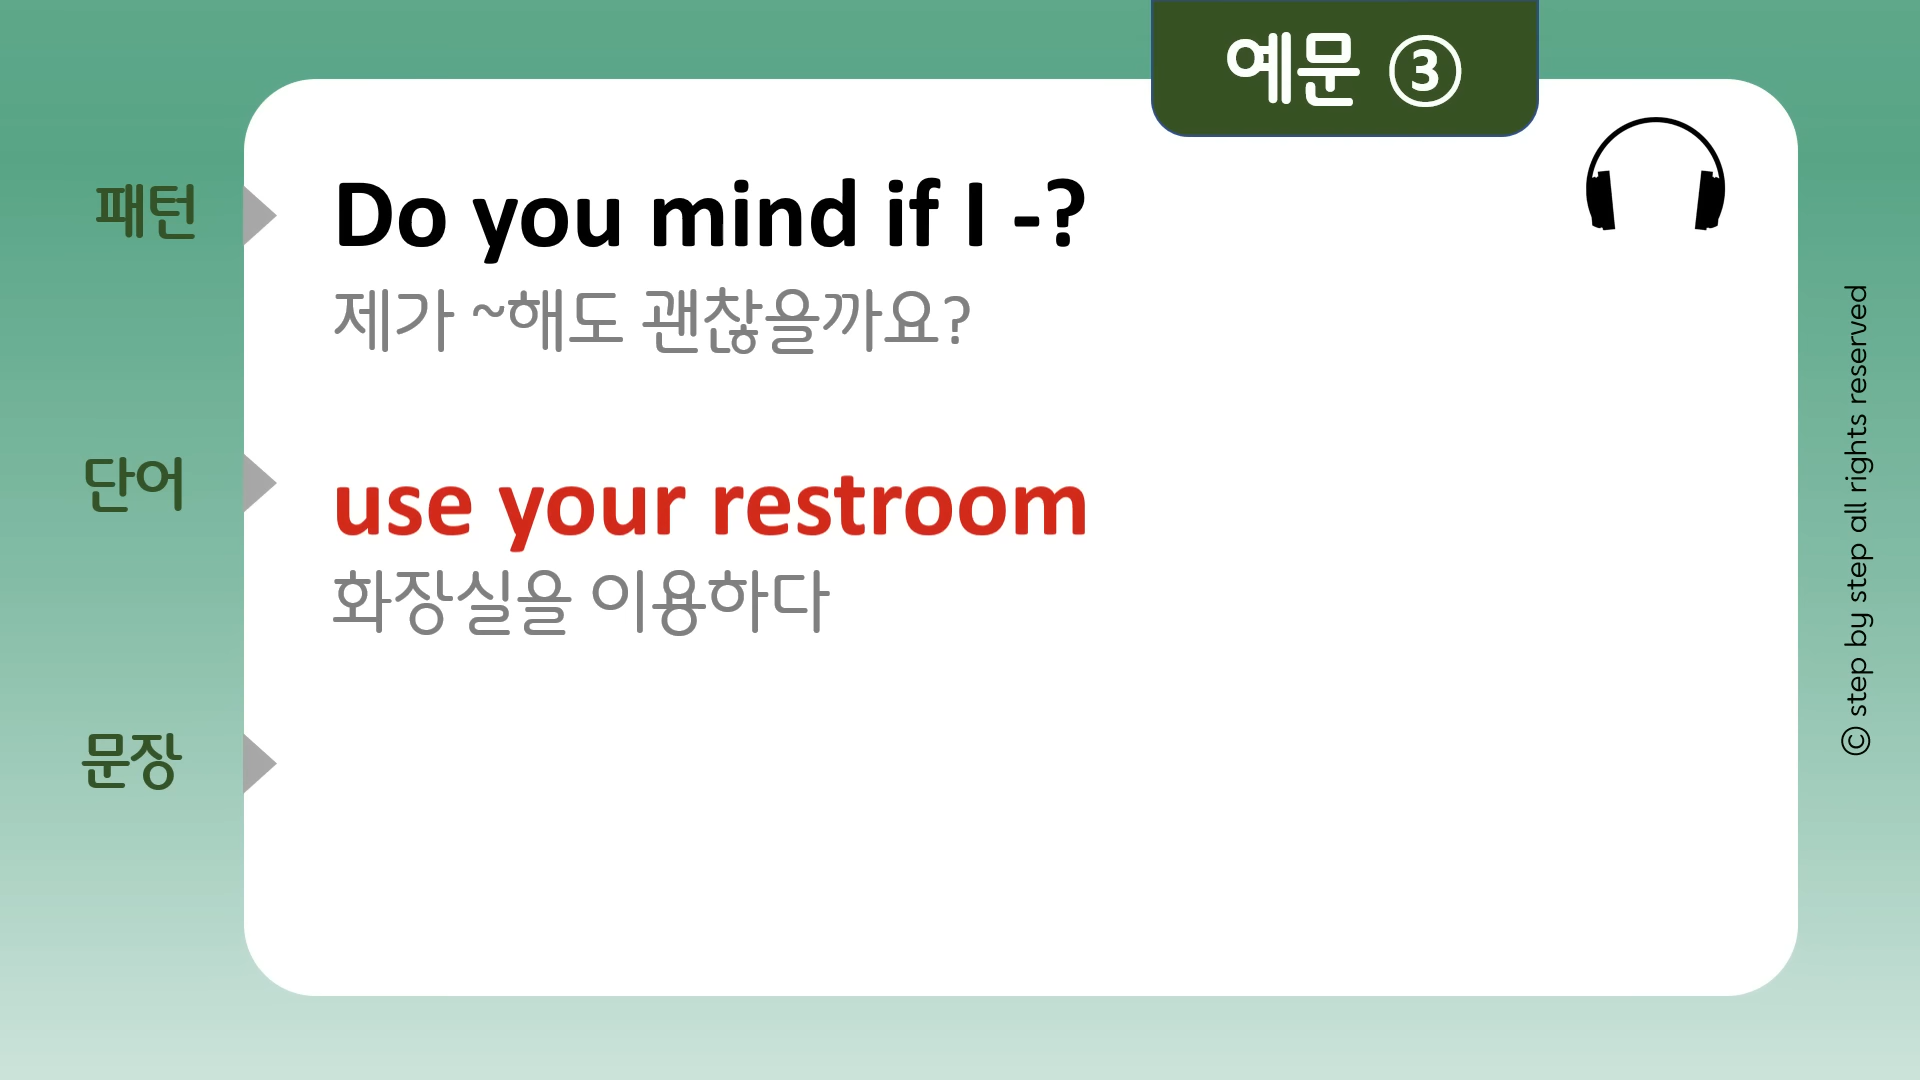 예문 ③
패턴
Do you mind if I -?
제가 ~해도 괜찮을까요?
단어
use your restroom
화장실을 이용하다
문장
© step by step all rights reserved